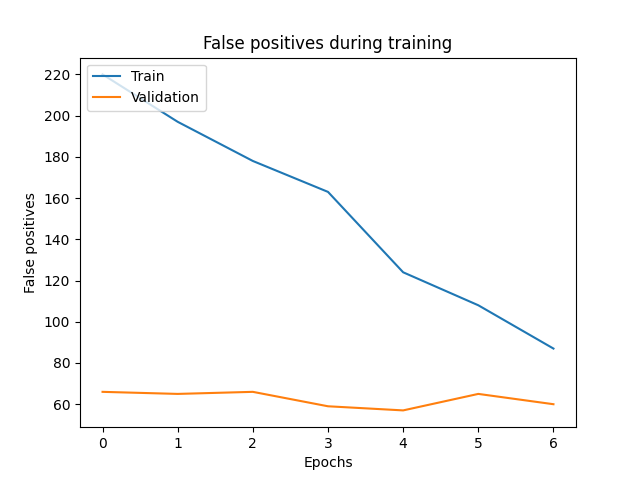 False positives during training
Train
Validation
220
200
180
160
140
120
100
80
60
False positives
0 1 2 3 4 5 6
Epochs